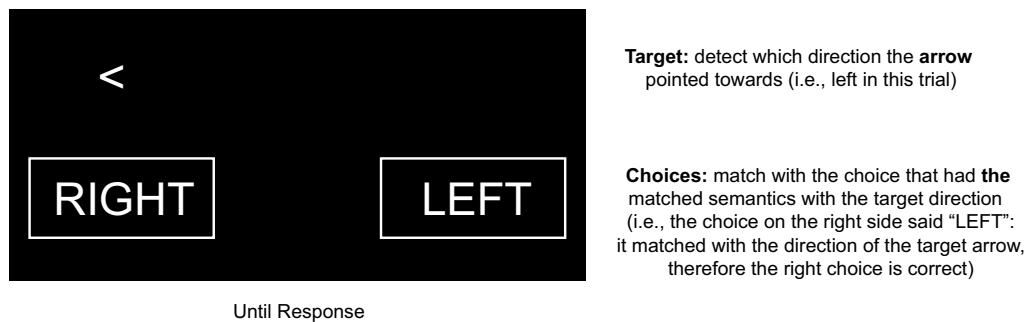 <
Target: detect which direction the arrow
pointed towards (i.e., left in this trial)
RIGHT
LEFT
Choices: match with the choice that had the
matched semantics with the target direction
(i.e., the choice on the right side said “LEFT”:
it matched with the direction of the target arrow,
therefore the right choice is correct)
Until Response